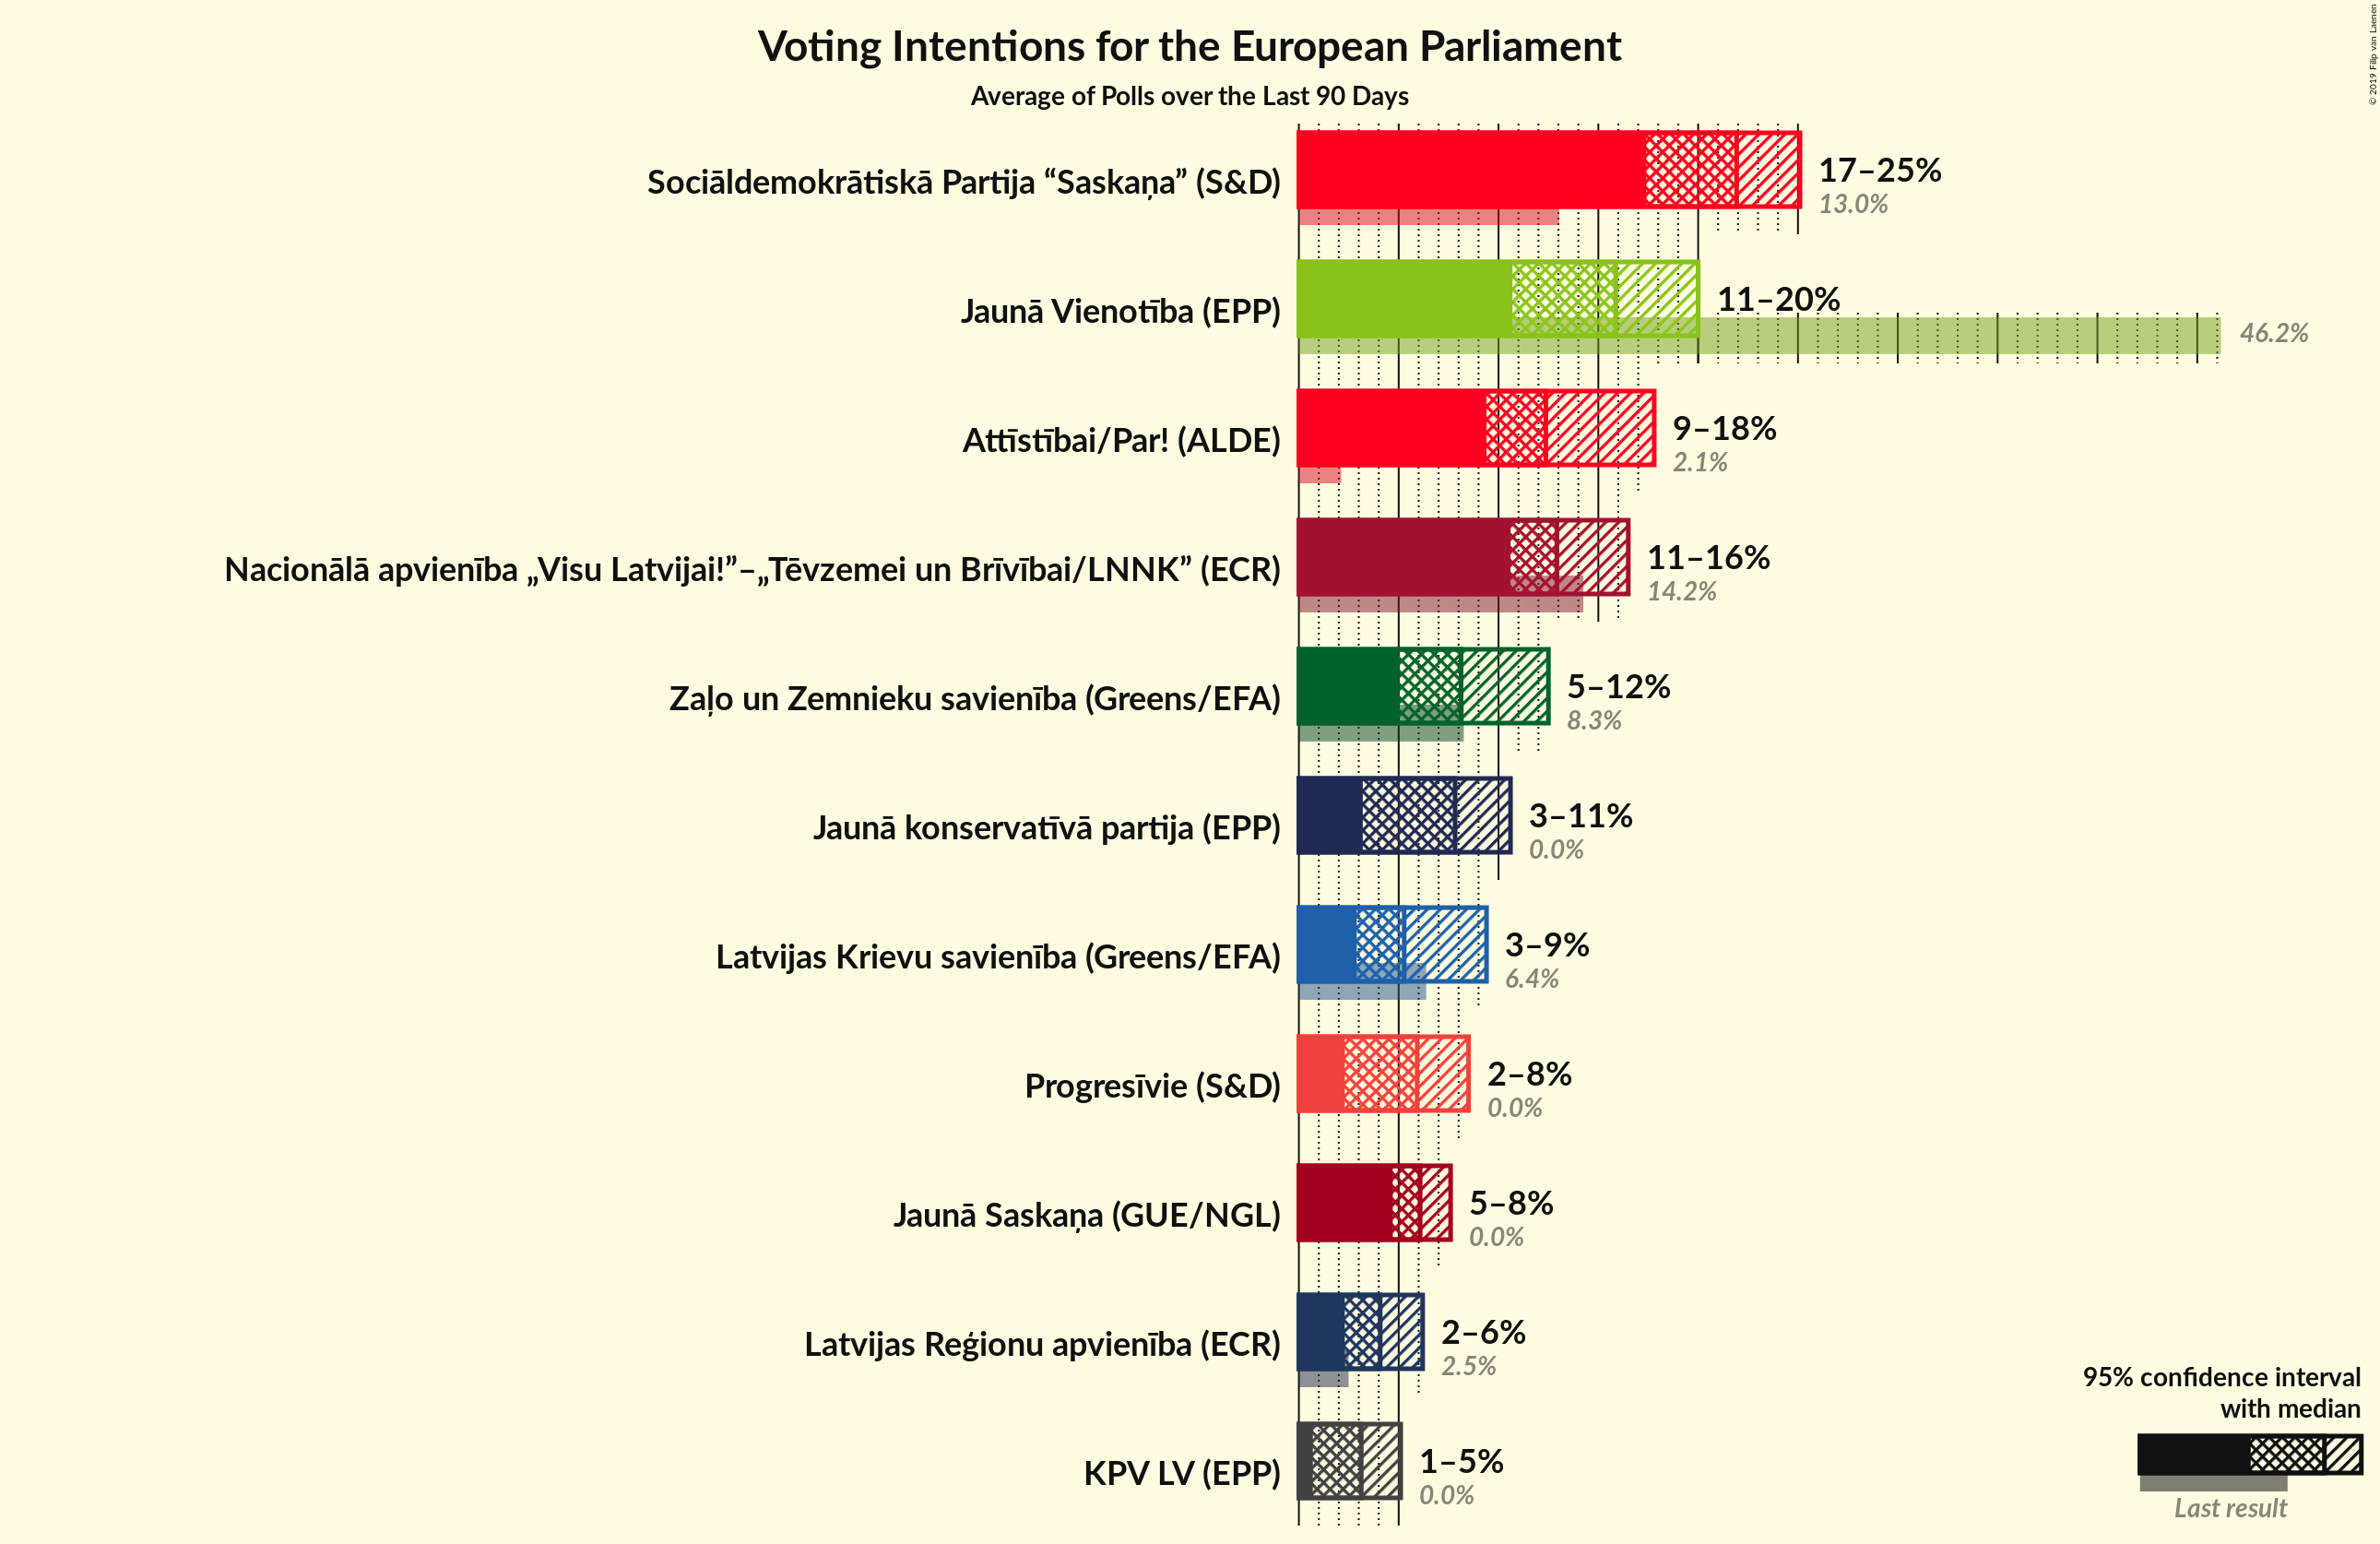 Voting Intentions for the European Parliament
Average of Polls over the Last 90 Days
© 2019 Filip van Laenen
Sociāldemokrātiskā Partija “Saskaņa” (S&D)
17–25%
13.0%
Jaunā Vienotība (EPP)
11–20%
46.2%
Attīstībai/Par! (ALDE)
9–18%
2.1%
Nacionālā apvienība „Visu Latvijai!”–„Tēvzemei un Brīvībai/LNNK” (ECR)
11–16%
14.2%
Zaļo un Zemnieku savienība (Greens/EFA)
5–12%
8.3%
Jaunā konservatīvā partija (EPP)
3–11%
0.0%
Latvijas Krievu savienība (Greens/EFA)
3–9%
6.4%
Progresīvie (S&D)
2–8%
0.0%
Jaunā Saskaņa (GUE/NGL)
5–8%
0.0%
Latvijas Reģionu apvienība (ECR)
2–6%
2.5%
KPV LV (EPP)
1–5%
0.0%
95% confidence interval
with median
Last result